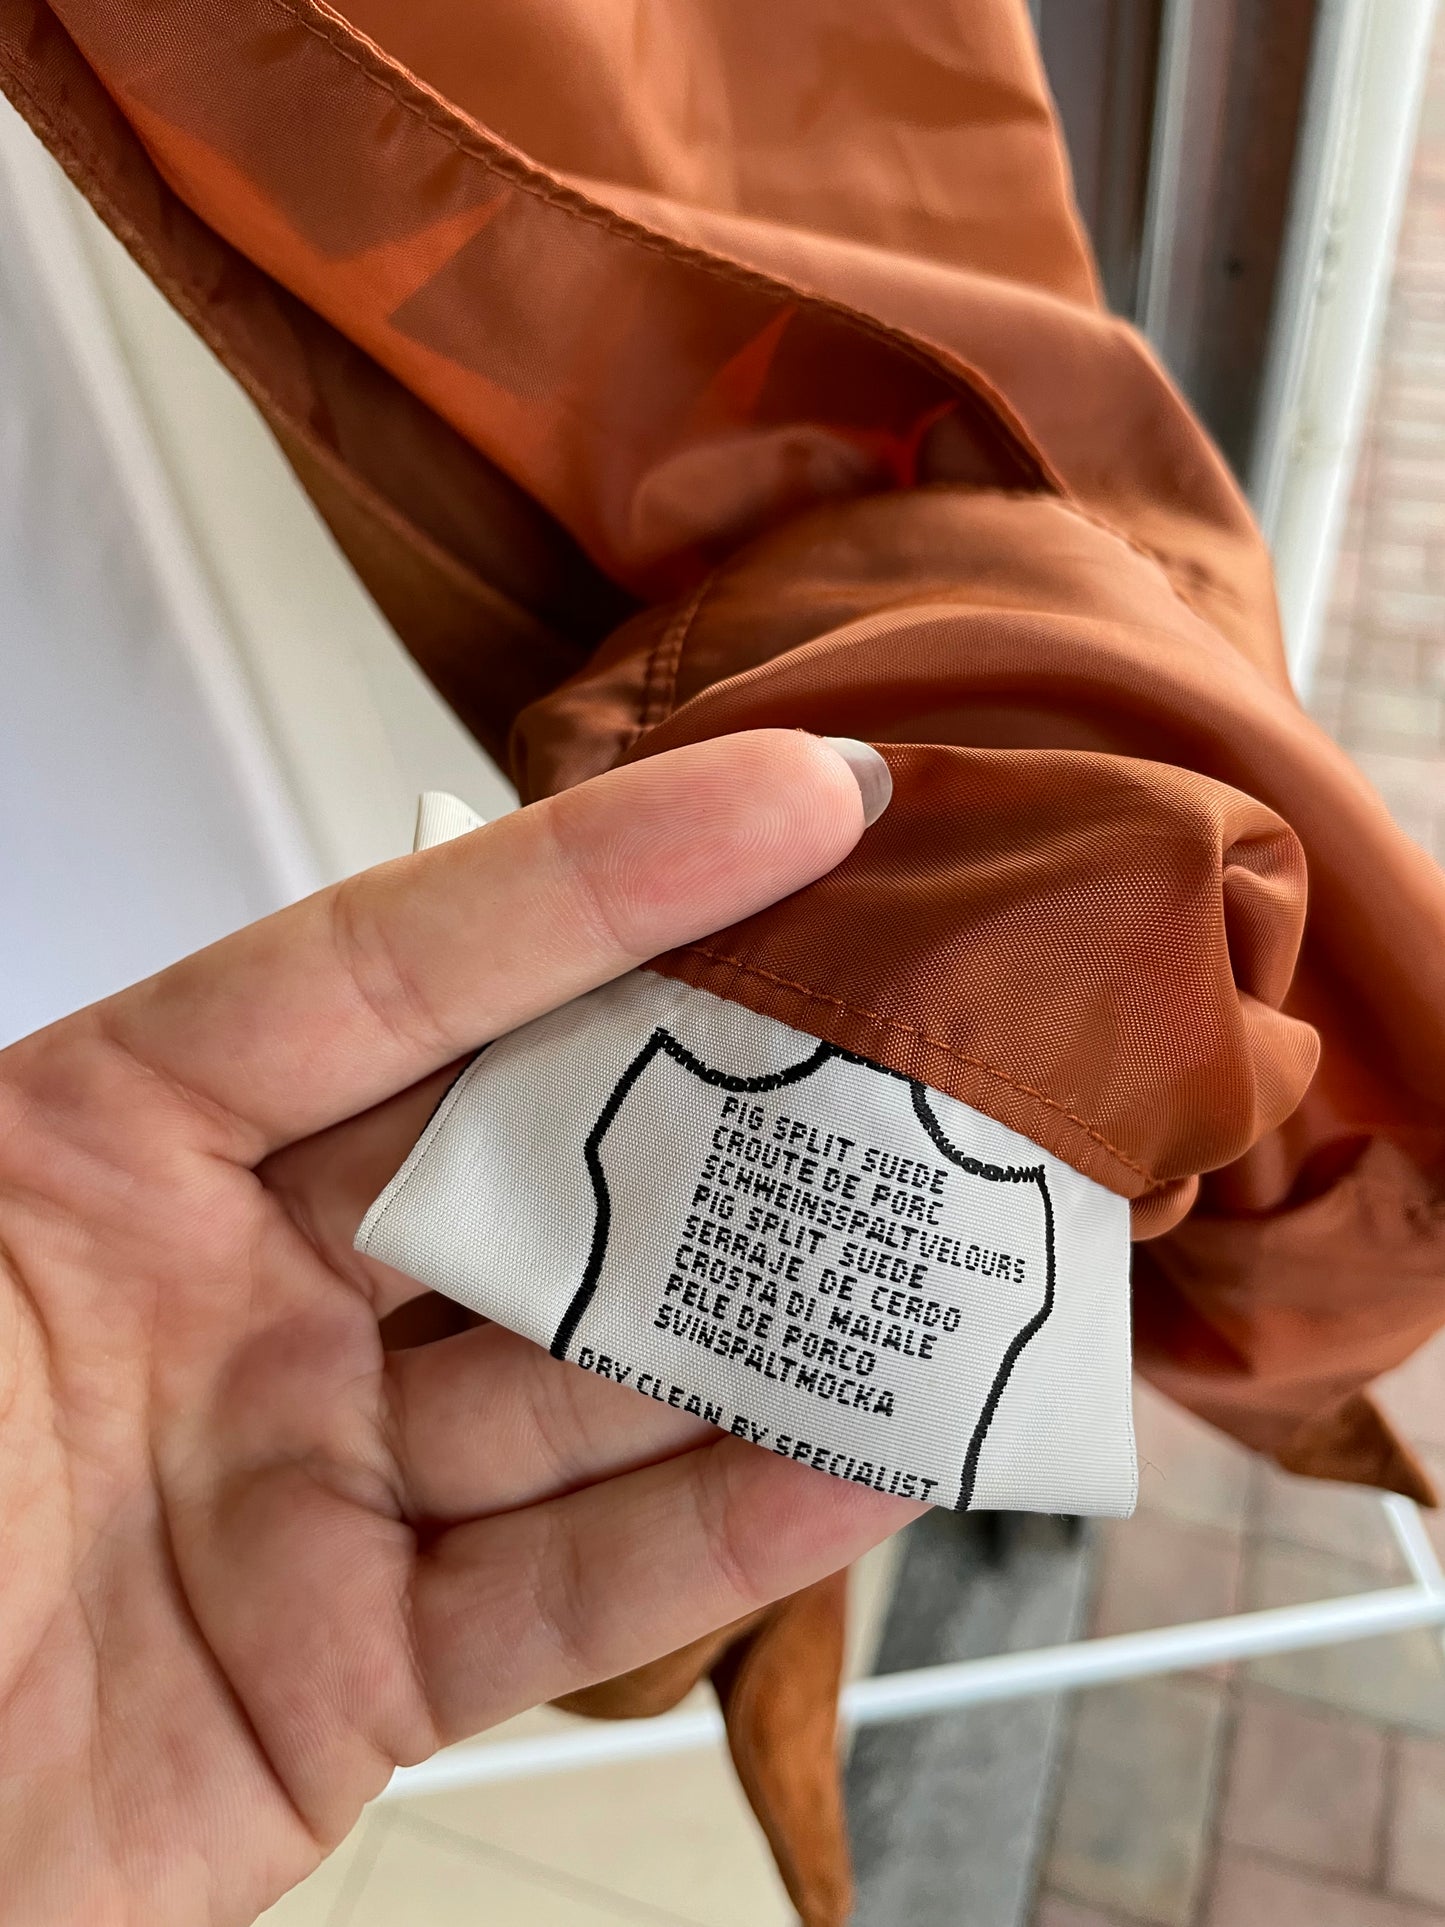 PIG SPLIT SUEDE
CROUTE DE PORC
SCHWEINSSPALTVELOURS
PIG SPLIT SUEDE
SERRAJE DE CERDO
CROSTA DI MAIALE
PELE DE PORCO
SVINSPALTMOCKA
DRY CLEAN BY SPECIALIST